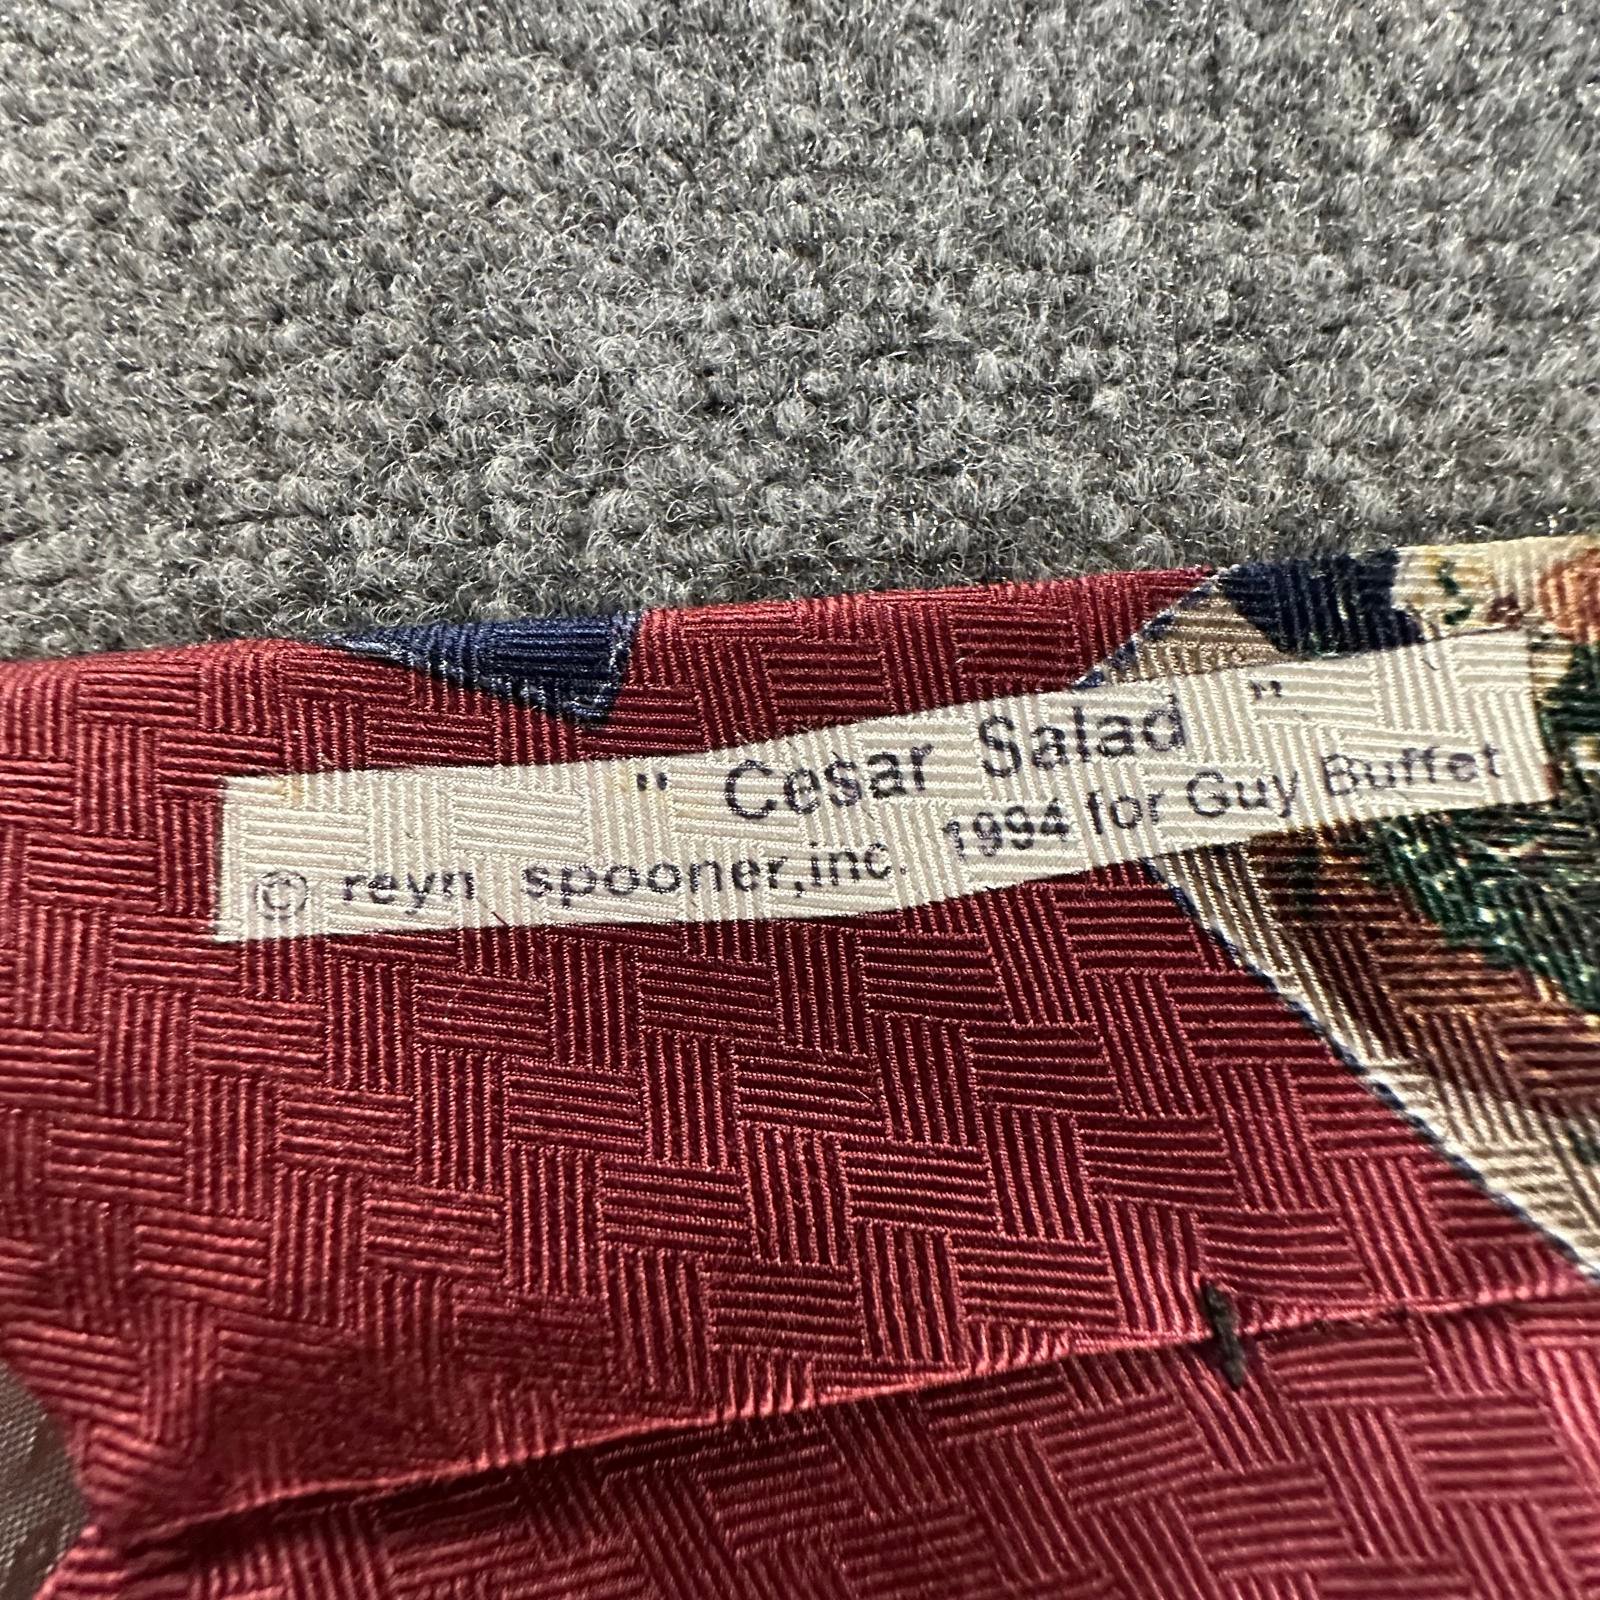 " Cesar Salad "
© reyn spooner,inc. 1994 for Guy Buffet